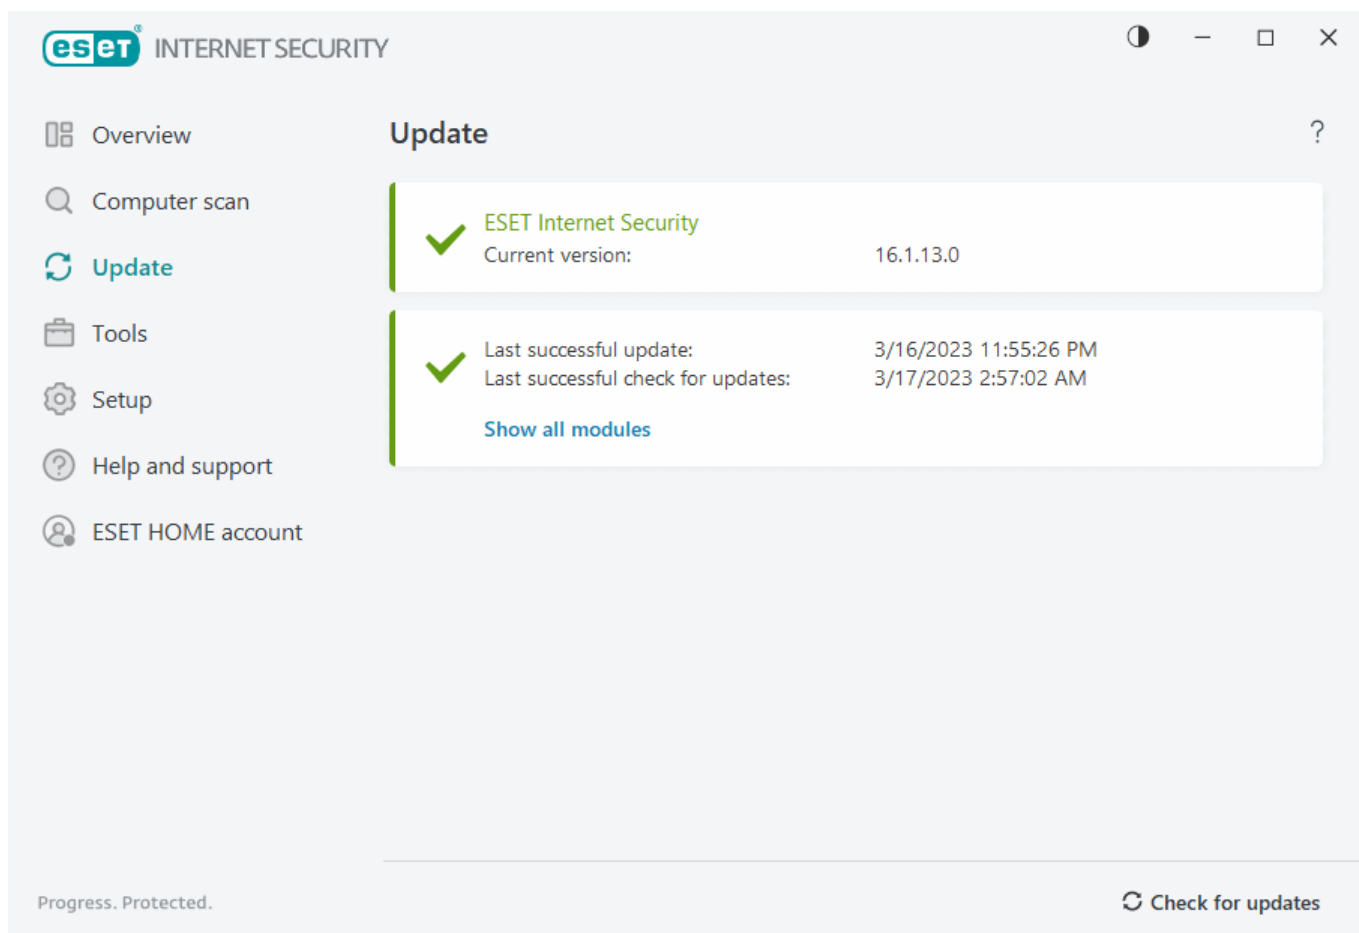 eset® INTERNET SECURITY
Overview
Computer scan
Update
Tools
Setup
Help and support
ESET HOME account
Update
?
ESET Internet Security
Current version: 16.1.13.0
Last successful update: 3/16/2023 11:55:26 PM
Last successful check for updates: 3/17/2023 2:57:02 AM
Show all modules
Progress. Protected.
Check for updates